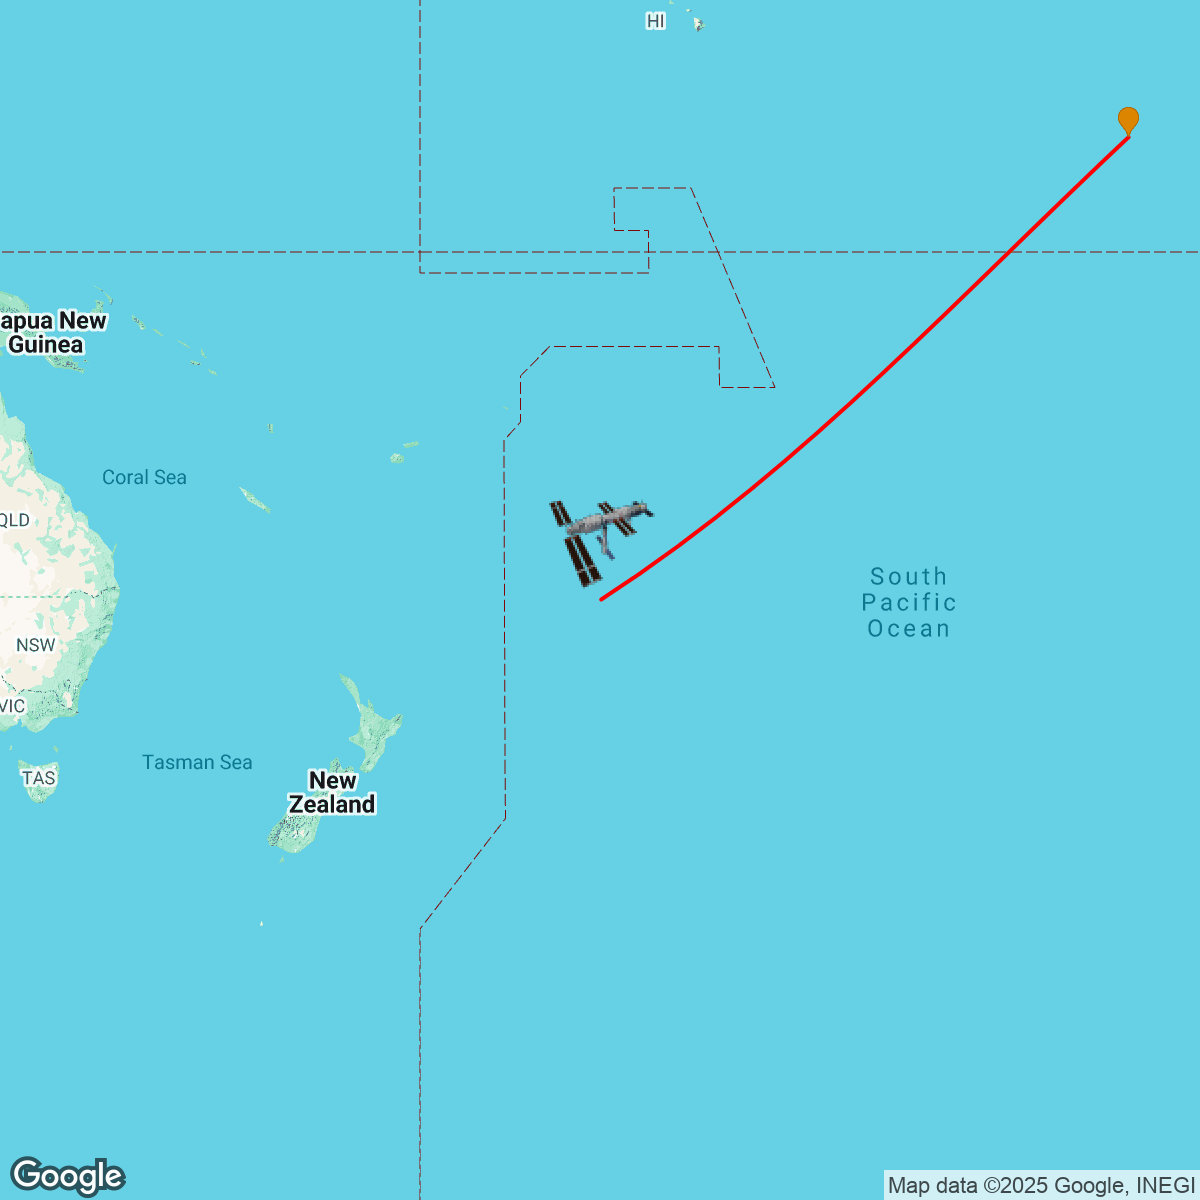 HI
apua New
Guinea
Coral Sea
QLD
South
Pacific
Ocean
NSW
VIC
Tasman Sea
TAS
New
Zealand
Google
Map data ©2025 Google, INEGI